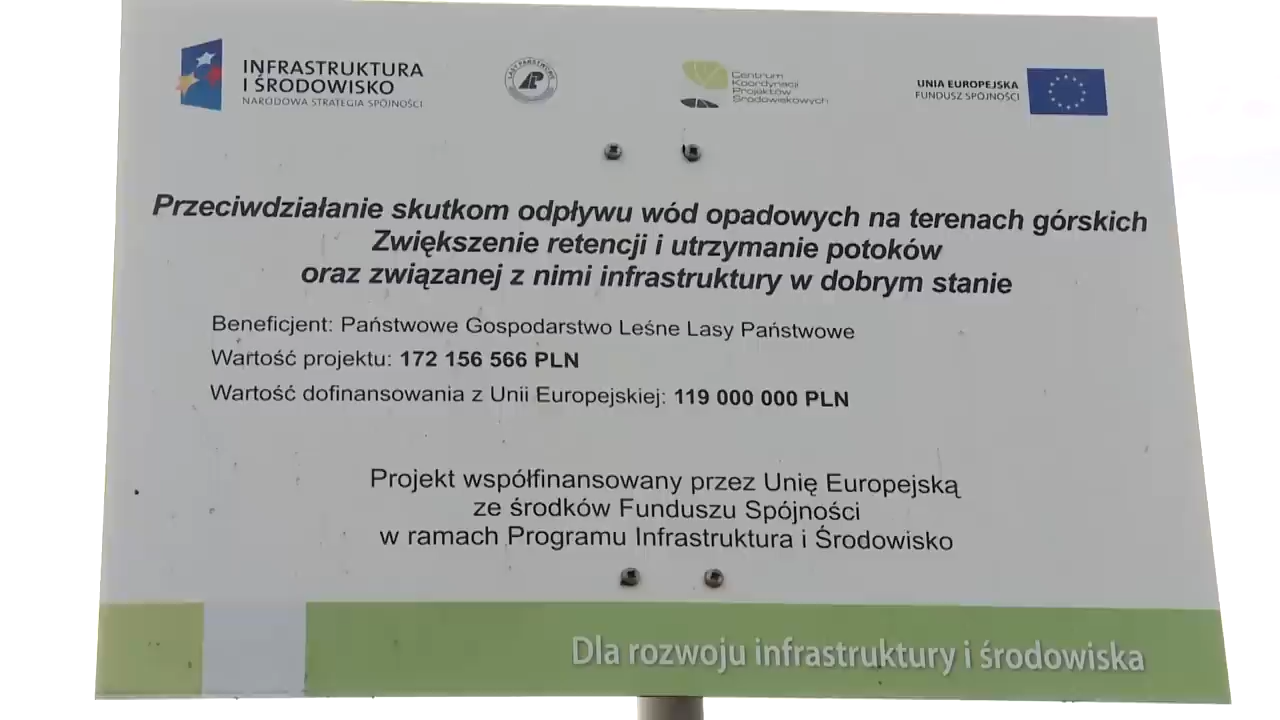 INFRASTRUKTURA
I ŚRODOWISKO
NARODOWA STRATEGIA SPÓJNOŚCI
LASY PAŃSTWOWE
Centrum
Koordynacji
Projektów
Środowiskowych
UNIA EUROPEJSKA
FUNDUSZ SPÓJNOŚCI
Przeciwdziałanie skutkom odpływu wód opadowych na terenach górskich
Zwiększenie retencji i utrzymanie potoków
oraz związanej z nimi infrastruktury w dobrym stanie
Beneficjent: Państwowe Gospodarstwo Leśne Lasy Państwowe
Wartość projektu: 172 156 566 PLN
Wartość dofinansowania z Unii Europejskiej: 119 000 000 PLN
Projekt współfinansowany przez Unię Europejską
ze środków Funduszu Spójności
w ramach Programu Infrastruktura i Środowisko
Dla rozwoju infrastruktury i środowiska